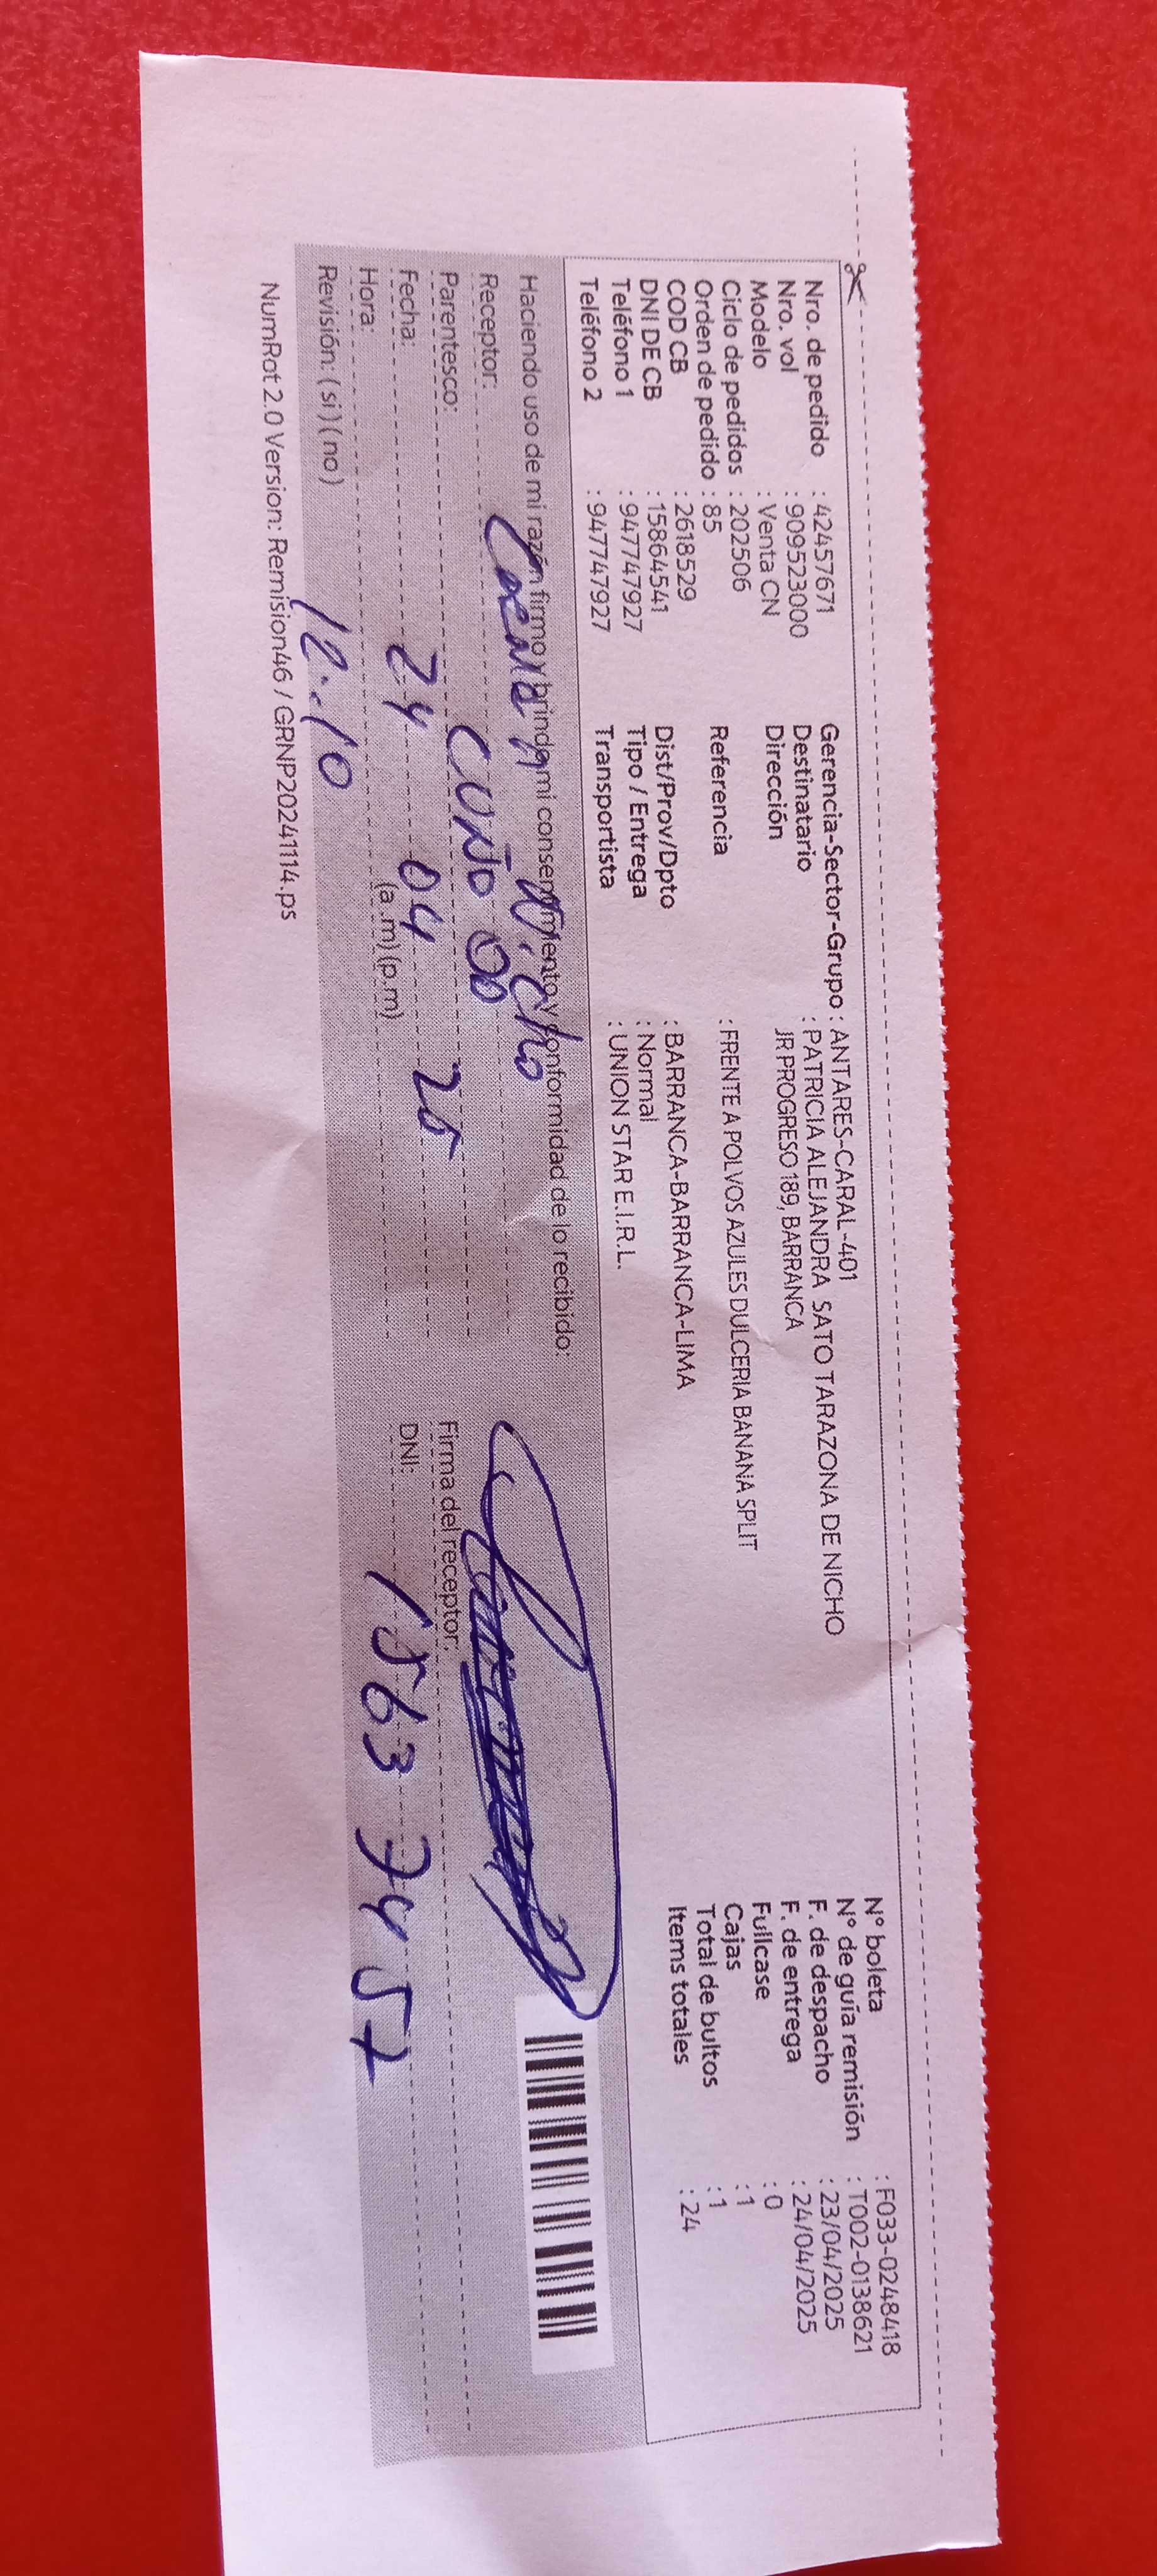 Nro. de pedido : 42457671
Nro. vol : 909523000
Modelo : Venta CN
Ciclo de pedidos : 202506
Orden de pedido : 85
COD CB : 2618529
DNI DE CB : 15864541
Teléfono 1 : 947747927
Teléfono 2 : 947747927
Gerencia-Sector-Grupo : ANTARES-CARAL-401
Destinatario : PATRICIA ALEJANDRA SATO TARAZONA DE NICHO
Dirección JR PROGRESO 189, BARRANCA
Referencia : FRENTE A POLVOS AZULES DULCERIA BANANA SPLIT
Dist/Prov/Dpto : BARRANCA-BARRANCA-LIMA
Tipo / Entrega : Normal
Transportista : UNION STAR E.I.R.L.
N° boleta : F033-0248418
N° de guía remisión : T002-0138621
F. de despacho : 23/04/2025
F. de entrega : 24/04/2025
Fullcase : 0
Cajas : 1
Total de bultos : 1
Items totales : 24
Haciendo uso de mi razón firmo y brindo mi consentimiento y conformidad de lo recibido:
Receptor: Nicho
Parentesco: CUÑADO
Fecha: 24 04 25
Hora: 12:10 (a.m) (p.m)
Revisión: (si) (no)
Firma del receptor:
DNI: 15637457
NumRot 2.0 Version: Remision46 / GRNP20241114.ps